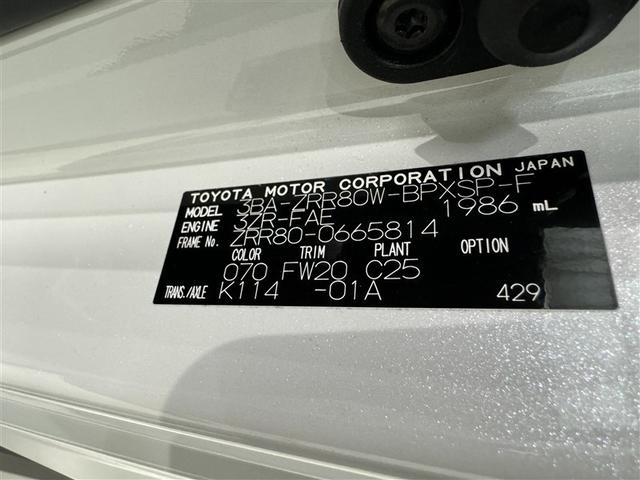 TOYOTA MOTOR CORPORATION JAPAN
MODEL 3BA-ZRR80W-BPXSP-F
ENGINE 3ZR-FAE 1986 mL
FRAME No. ZRR80-0665814
COLOR TRIM PLANT OPTION
070 FW20 C25
TRANS./AXLE K114 -01A 429